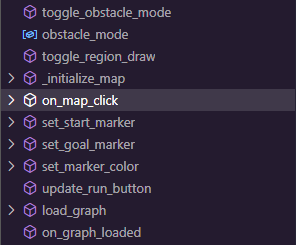 toggle_obstacle_mode
obstacle_mode
toggle_region_draw
_initialize_map
on_map_click
set_start_marker
set_goal_marker
set_marker_color
update_run_button
load_graph
on_graph_loaded